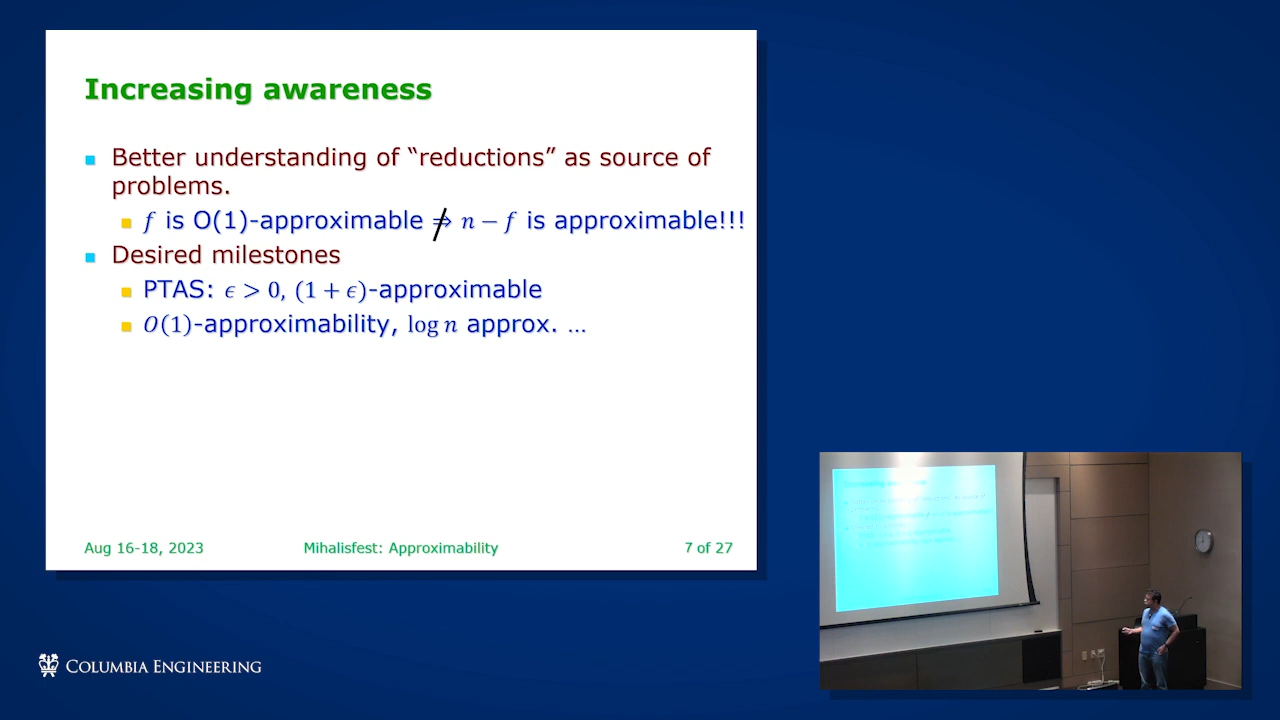 Increasing awareness
Better understanding of “reductions” as source of
problems.
f is O(1)-approximable ⇏ n − f is approximable!!!
Desired milestones
PTAS: ϵ > 0, (1 + ϵ)-approximable
O(1)-approximability, log n approx. …
Aug 16-18, 2023 Mihalisfest: Approximability 7 of 27
COLUMBIA ENGINEERING